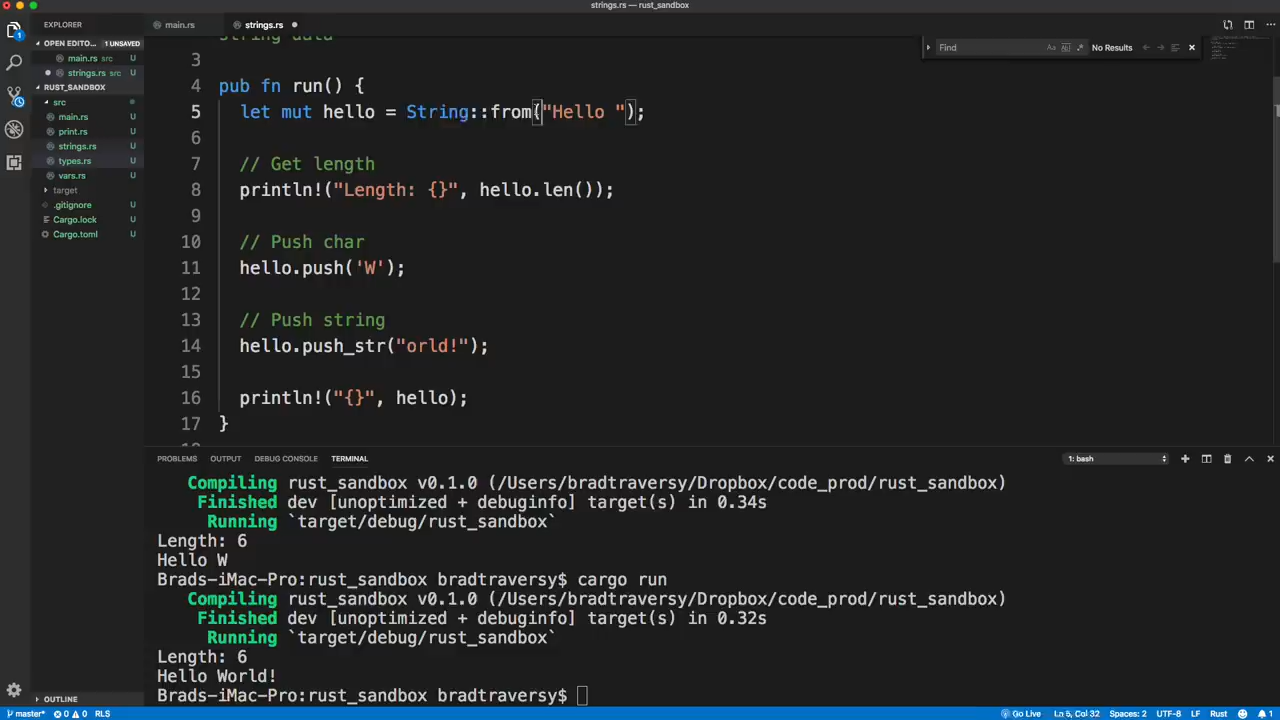 strings.rs — rust_sandbox
EXPLORER
main.rs
strings.rs
OPEN EDITO... 1 UNSAVED
main.rs src
strings.rs src
RUST_SANDBOX
src
main.rs
print.rs
strings.rs
types.rs
vars.rs
target
.gitignore
Cargo.lock
Cargo.toml
OUTLINE
Find
Aa
Abl
.*
No Results
String data
3
4 pub fn run() {
5 let mut hello = String::from("Hello ");
6
7 // Get length
8 println!("Length: {}", hello.len());
9
10 // Push char
11 hello.push('W');
12
13 // Push string
14 hello.push_str("orld!");
15
16 println!("{}", hello);
17 }
PROBLEMS OUTPUT DEBUG CONSOLE TERMINAL
1: bash
Compiling rust_sandbox v0.1.0 (/Users/bradtraversy/Dropbox/code_prod/rust_sandbox)
Finished dev [unoptimized + debuginfo] target(s) in 0.34s
Running `target/debug/rust_sandbox`
Length: 6
Hello W
Brads-iMac-Pro:rust_sandbox bradtraversy$ cargo run
Compiling rust_sandbox v0.1.0 (/Users/bradtraversy/Dropbox/code_prod/rust_sandbox)
Finished dev [unoptimized + debuginfo] target(s) in 0.32s
Running `target/debug/rust_sandbox`
Length: 6
Hello World!
Brads-iMac-Pro:rust_sandbox bradtraversy$
master* 0 0 RLS
Go Live Ln 5, Col 32 Spaces: 2 UTF-8 LF Rust 1